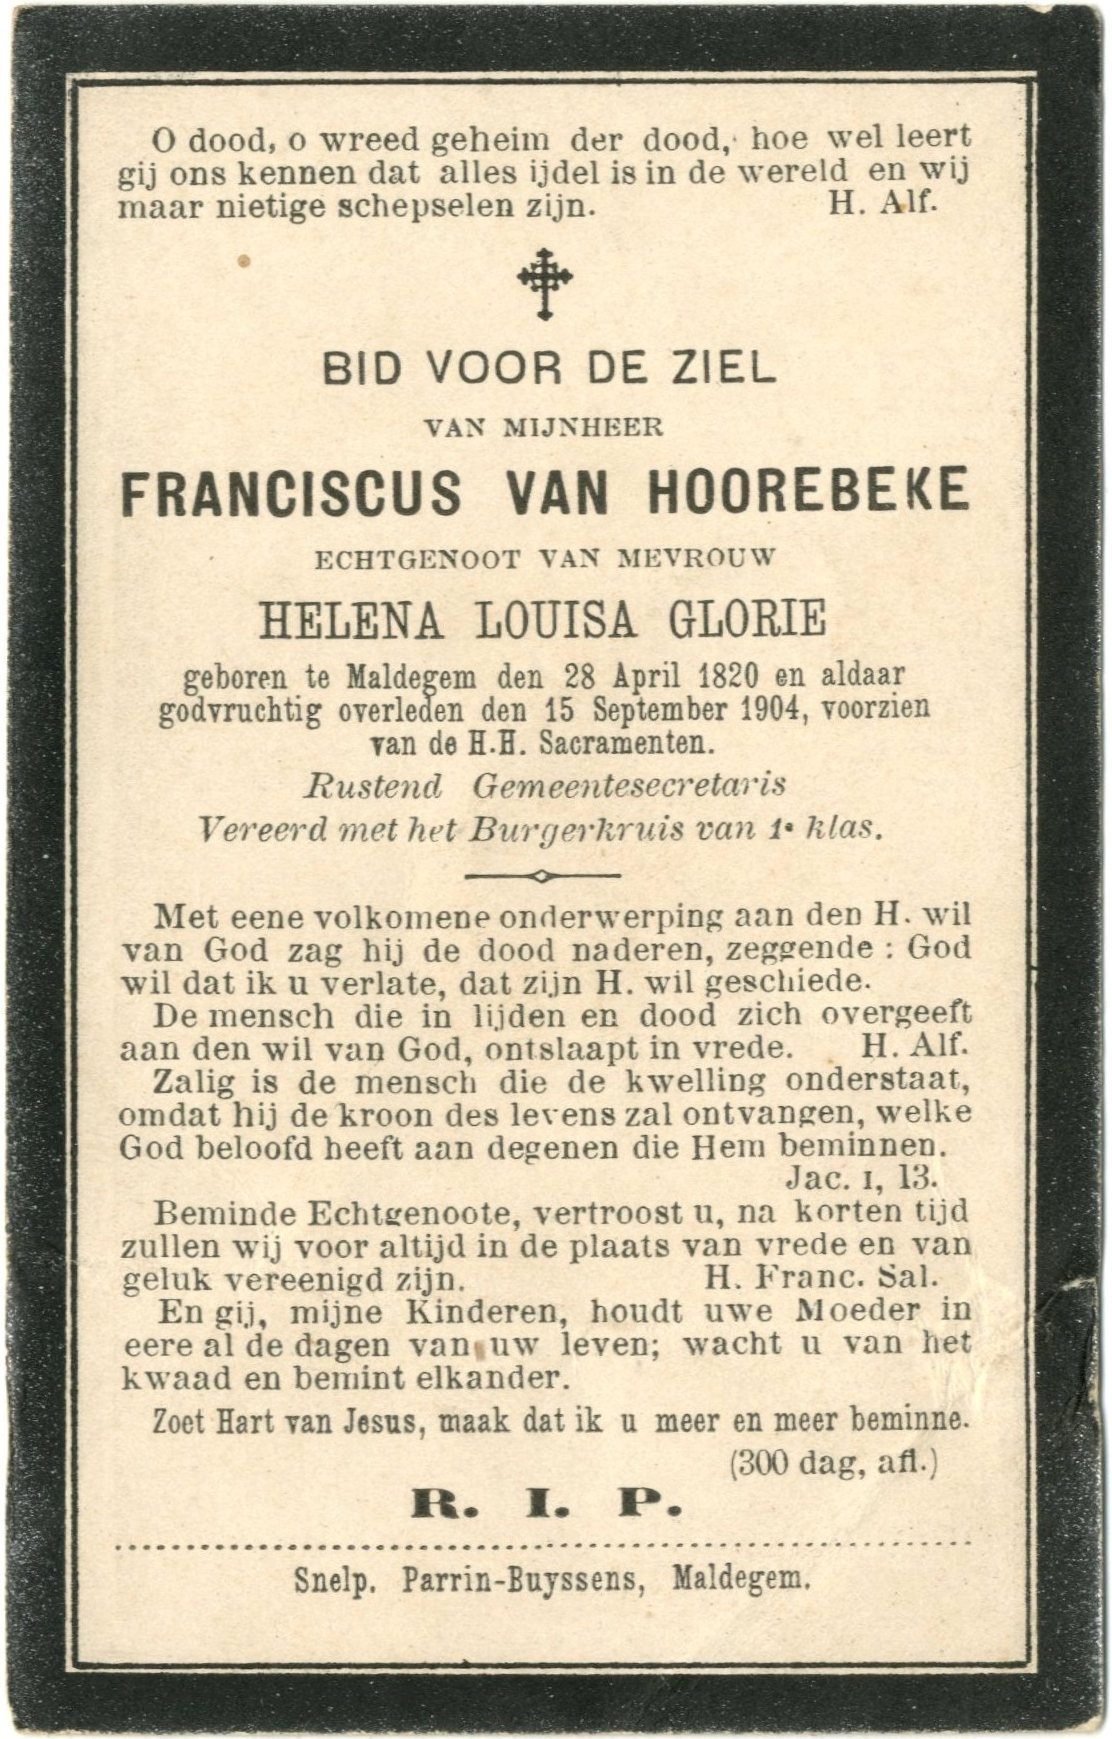 O dood, o wreed geheim der dood, hoe wel leert
gij ons kennen dat alles ijdel is in de wereld en wij
maar nietige schepselen zijn. H. Alf.
BID VOOR DE ZIEL
VAN MIJNHEER
FRANCISCUS VAN HOOREBEKE
ECHTGENOOT VAN MEVROUW
HELENA LOUISA GLORIE
geboren te Maldegem den 28 April 1820 en aldaar
godvruchtig overleden den 15 September 1904, voorzien
van de H.H. Sacramenten.
Rustend Gemeentesecretaris
Vereerd met het Burgerkruis van 1e klas.
Met eene volkomene onderwerping aan den H. wil
van God zag hij de dood naderen, zeggende : God
wil dat ik u verlate, dat zijn H. wil geschiede.
De mensch die in lijden en dood zich overgeeft
aan den wil van God, ontslaapt in vrede. H. Alf.
Zalig is de mensch die de kwelling onderstaat,
omdat hij de kroon des levens zal ontvangen, welke
God beloofd heeft aan degenen die Hem beminnen.
Jac. I, 13.
Beminde Echtgenoote, vertroost u, na korten tijd
zullen wij voor altijd in de plaats van vrede en van
geluk vereenigd zijn. H. Franc. Sal.
En gij, mijne Kinderen, houdt uwe Moeder in
eere al de dagen van uw leven; wacht u van het
kwaad en bemint elkander.
Zoet Hart van Jesus, maak dat ik u meer en meer beminne.
(300 dag, afl.)
R. I. P.
Snelp. Parrin-Buyssens, Maldegem.